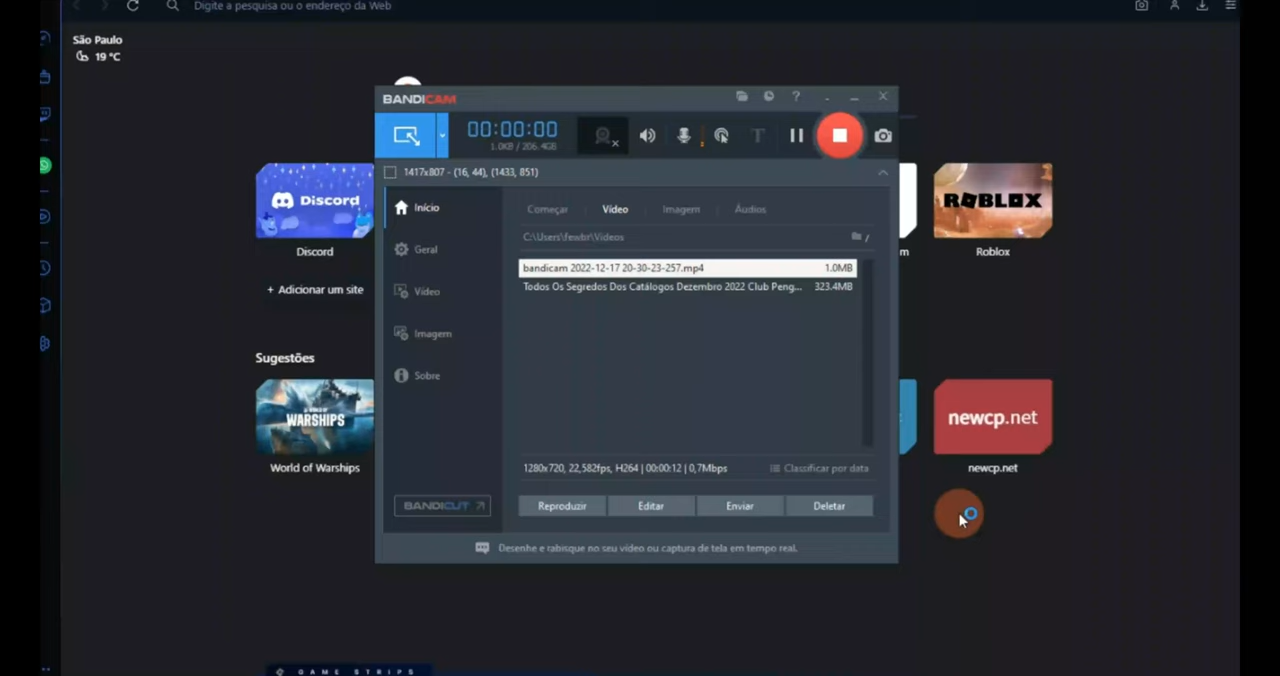 Digite a pesquisa ou o endereço da Web
São Paulo
19 °C
BANDICAM
00:00:00
1.0KB / 206.4GB
1417x807 - (16, 44), (1433, 851)
Início
Geral
Vídeo
Imagem
Sobre
BANDICUT
Começar Vídeo Imagem Áudios
C:\Users\fewbr\Videos
bandicam 2022-12-17 20-30-23-257.mp4 1.0MB
Todos Os Segredos Dos Catálogos Dezembro 2022 Club Peng... 323.4MB
1280x720, 22,582fps, H264 | 00:00:12 | 0,7Mbps Classificar por data
Reproduzir Editar Enviar Deletar
Desenhe e rabisque no seu vídeo ou captura de tela em tempo real.
Discord
Discord
+ Adicionar um site
ROBLOX
Roblox
Sugestões
WORLD OF WARSHIPS
World of Warships
newcp.net
newcp.net
GAME STRIPS